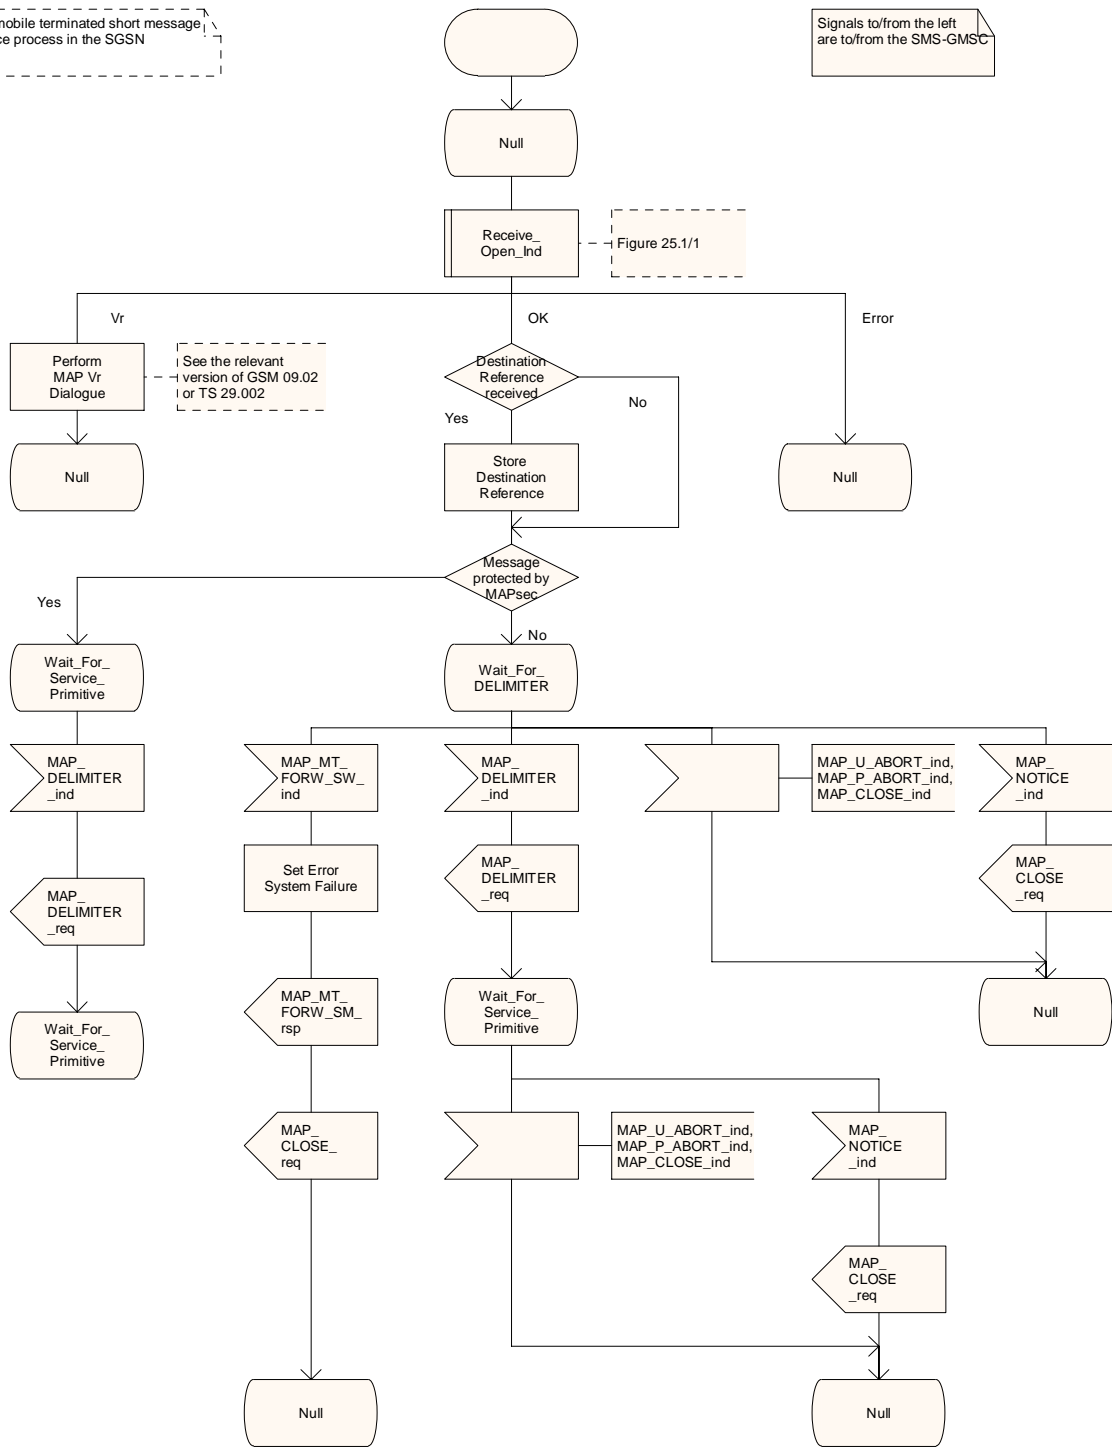 mobile terminated short message
ce process in the SGSN
Signals to/from the left
are to/from the SMS-GMSC
Null
Receive_
Open_Ind
Figure 25.1/1
Vr
OK
Error
Perform
MAP Vr
Dialogue
See the relevant
version of GSM 09.02
or TS 29.002
Destination
Reference
received
No
Yes
Null
Store
Destination
Reference
Null
Message
protected by
MAPsec
Yes
No
Wait_For_
Service_
Primitive
Wait_For_
DELIMITER
MAP_
DELIMITER
_ind
MAP_MT_
FORW_SW_
ind
MAP_
DELIMITER
_ind
MAP_U_ABORT_ind,
MAP_P_ABORT_ind,
MAP_CLOSE_ind
MAP_
NOTICE
_ind
MAP_
DELIMITER
_req
Set Error
System Failure
MAP_
DELIMITER
_req
MAP_
CLOSE
_req
Wait_For_
Service_
Primitive
MAP_MT_
FORW_SM_
rsp
Wait_For_
Service_
Primitive
Null
MAP_
CLOSE_
req
MAP_U_ABORT_ind,
MAP_P_ABORT_ind,
MAP_CLOSE_ind
MAP_
NOTICE
_ind
MAP_
CLOSE
_req
Null
Null